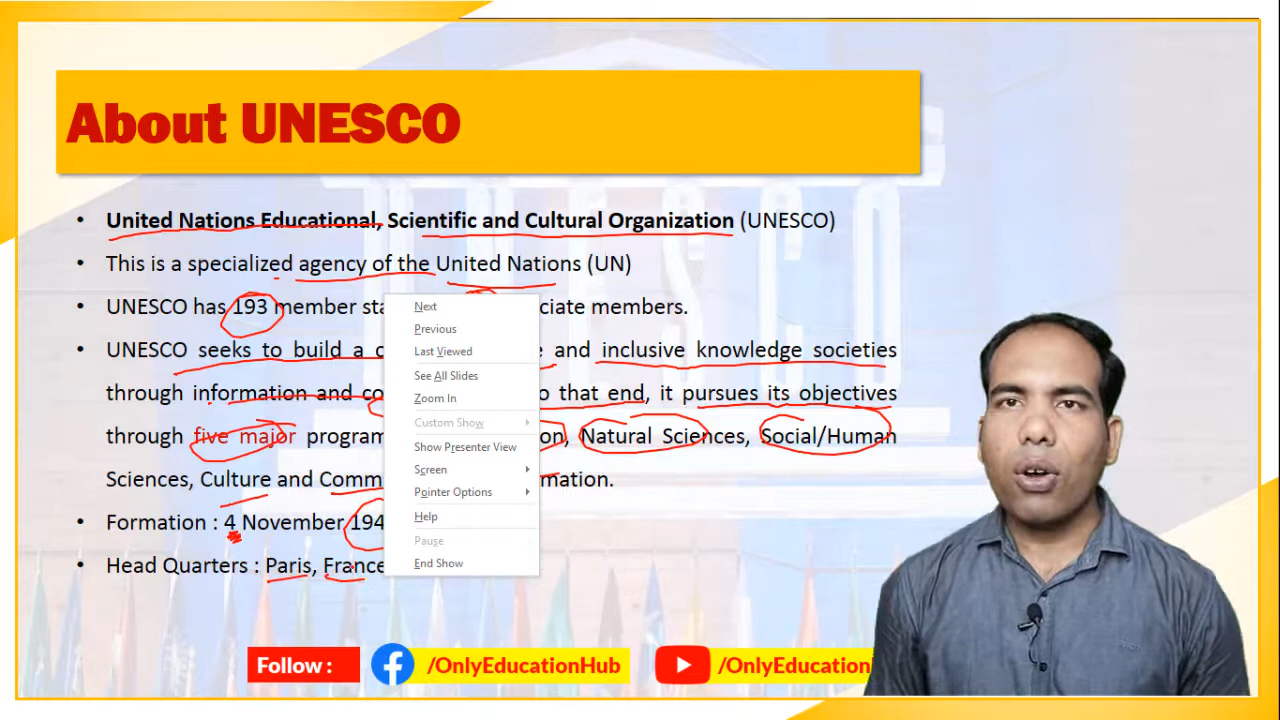 About UNESCO
• United Nations Educational, Scientific and Cultural Organization (UNESCO)
• This is a specialized agency of the United Nations (UN)
• UNESCO has 193 member sta ciate members.
• UNESCO seeks to build a c e and inclusive knowledge societies
through information and co o that end, it pursues its objectives
through five major program on, Natural Sciences, Social/Human
Sciences, Culture and Comm mation.
• Formation : 4 November 194
• Head Quarters : Paris, France
Next
Previous
Last Viewed
See All Slides
Zoom In
Custom Show
Show Presenter View
Screen
Pointer Options
Help
Pause
End Show
Follow : /OnlyEducationHub /OnlyEducation
UNESCO